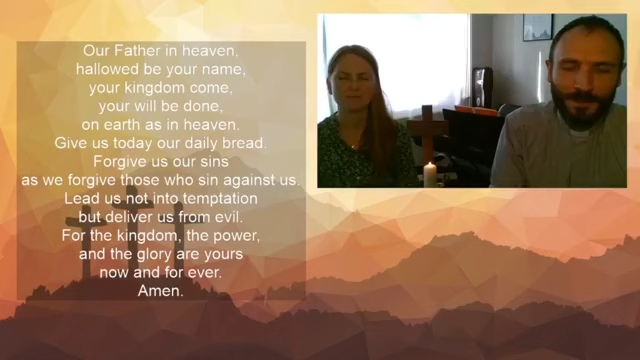 Our Father in heaven,
hallowed be your name,
your kingdom come,
your will be done,
on earth as in heaven.
Give us today our daily bread.
Forgive us our sins
as we forgive those who sin against us.
Lead us not into temptation
but deliver us from evil.
For the kingdom, the power,
and the glory are yours
now and for ever.
Amen.